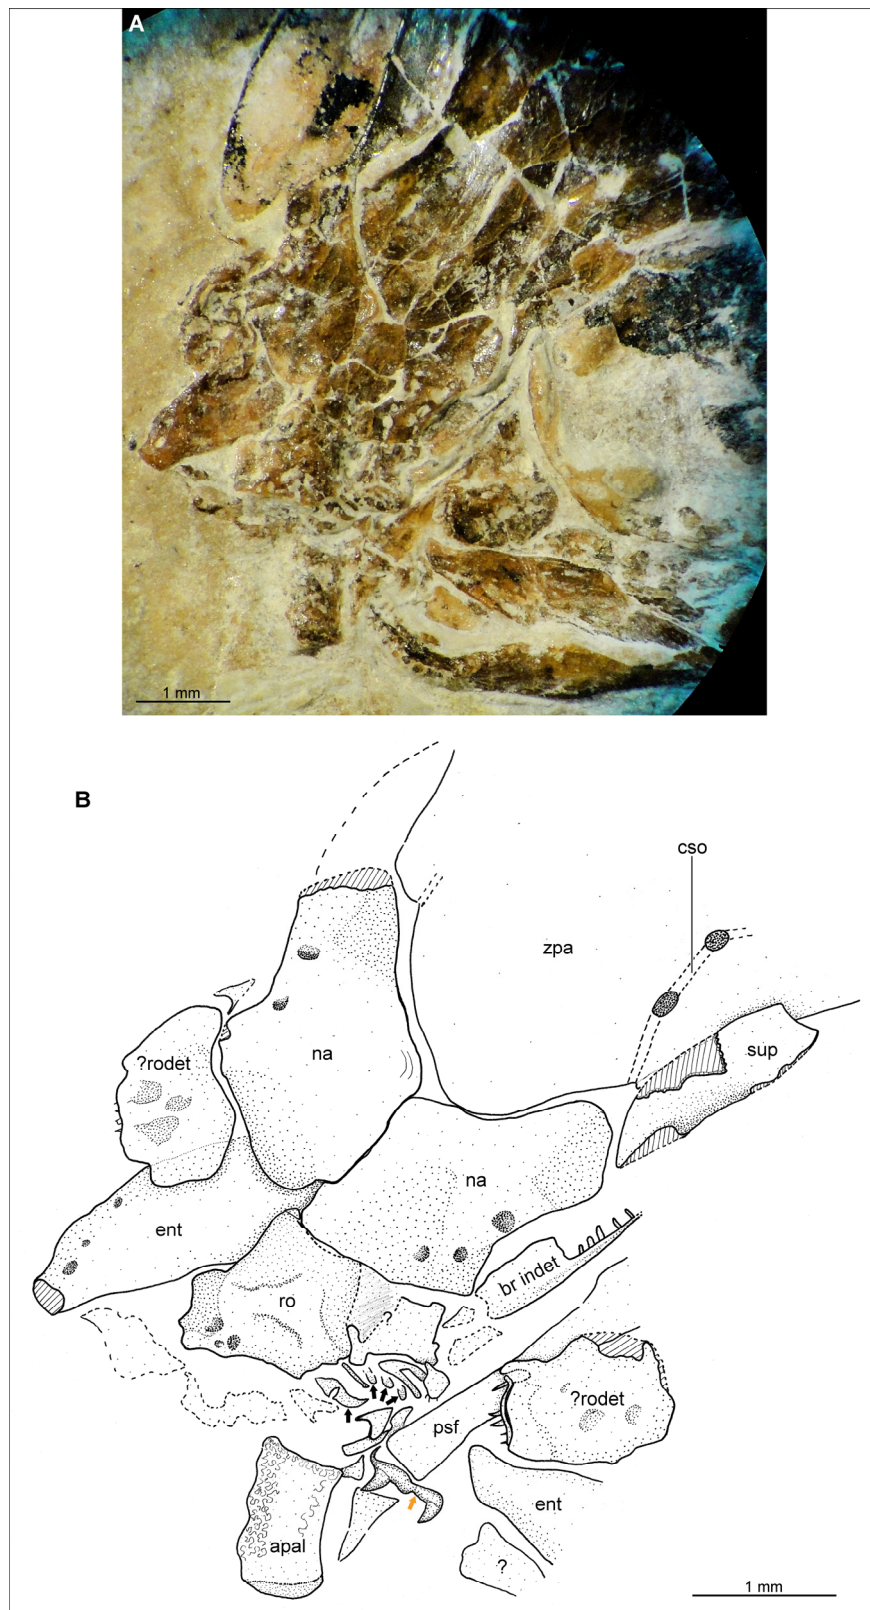 A
1 mm
B
cso
zpa
sup
?rodet
na
na
ent
br indet
ro
?
?rodet
psf
ent
apal
?
1 mm